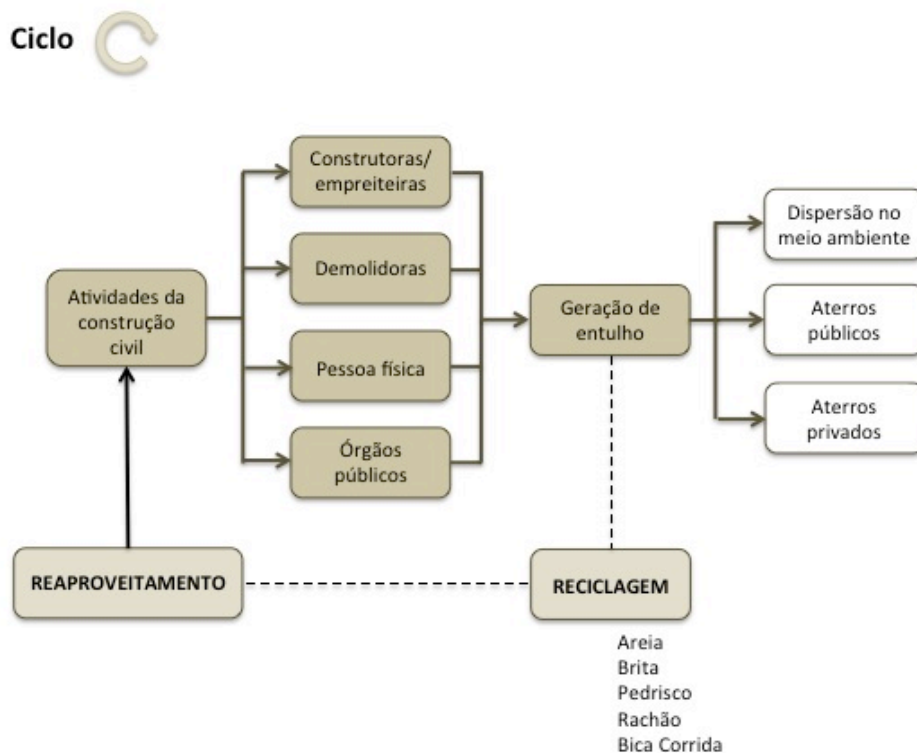 Ciclo
Construtoras/
empreiteiras
Demolidoras
Pessoa física
Órgãos
públicos
Atividades da
construção
civil
Geração de
entulho
Dispersão no
meio ambiente
Aterros
públicos
Aterros
privados
REAPROVEITAMENTO
RECICLAGEM
Areia
Brita
Pedrisco
Rachão
Bica Corrida